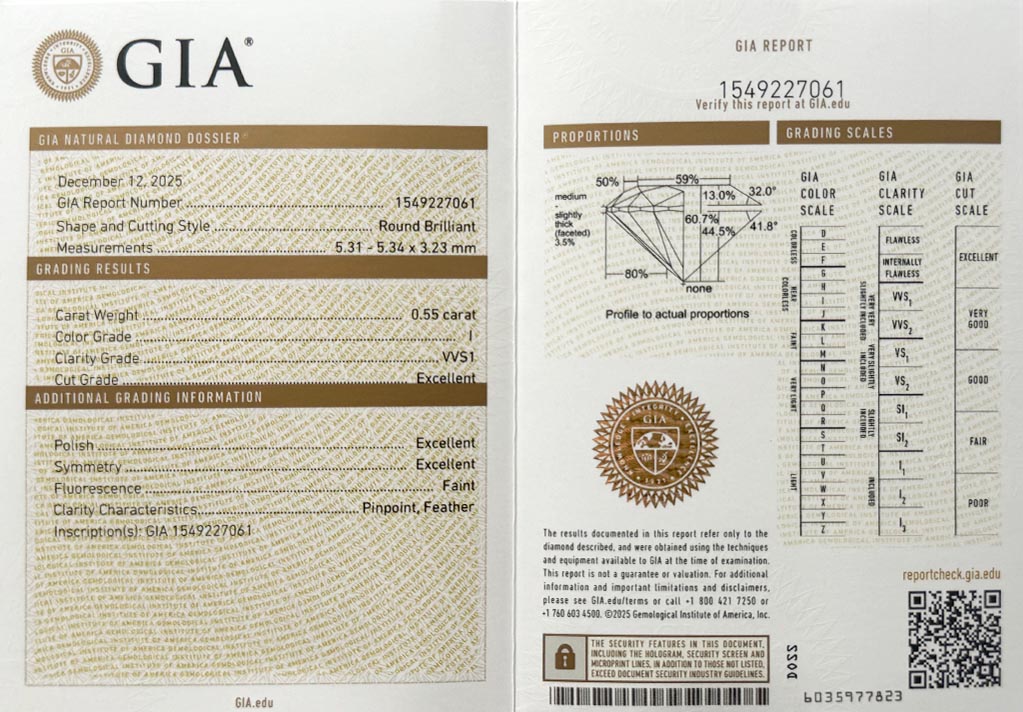 GIA®
GIA NATURAL DIAMOND DOSSIER®
December 12, 2025
GIA Report Number 1549227061
Shape and Cutting Style Round Brilliant
Measurements 5.31 - 5.34 x 3.23 mm
GRADING RESULTS
Carat Weight 0.55 carat
Color Grade I
Clarity Grade VVS1
Cut Grade Excellent
ADDITIONAL GRADING INFORMATION
Polish Excellent
Symmetry Excellent
Fluorescence Faint
Clarity Characteristics Pinpoint, Feather
Inscription(s): GIA 1549227061
GIA.edu
GIA REPORT
1549227061
Verify this report at GIA.edu
PROPORTIONS
50% 59%
medium
-
slightly
thick
(faceted)
3.5%
13.0% 32.0°
60.7%
44.5% 41.8°
80%
none
Profile to actual proportions
INTEGRITY
GIA
1931
The results documented in this report refer only to the
diamond described, and were obtained using the techniques
and equipment available to GIA at the time of examination.
This report is not a guarantee or valuation. For additional
information and important limitations and disclaimers,
please see GIA.edu/terms or call +1 800 421 7250 or
+1 760 603 4500. ©2025 Gemological Institute of America, Inc.
THE SECURITY FEATURES IN THIS DOCUMENT,
INCLUDING THE HOLOGRAM, SECURITY SCREEN AND
MICROPRINT LINES, IN ADDITION TO THOSE NOT LISTED,
EXCEED DOCUMENT SECURITY INDUSTRY GUIDELINES.
GRADING SCALES
GIA
COLOR
SCALE
COLORLESS
D
E
F
NEAR COLORLESS
G
H
I
J
FAINT
K
L
M
VERY LIGHT
N
O
P
Q
R
LIGHT
S
T
U
V
W
X
Y
Z
GIA
CLARITY
SCALE
FLAWLESS
INTERNALLY
FLAWLESS
VERY VERY
SLIGHTLY INCLUDED
VVS1
VVS2
VERY SLIGHTLY
INCLUDED
VS1
VS2
SLIGHTLY
INCLUDED
SI1
SI2
INCLUDED
I1
I2
I3
GIA
CUT
SCALE
EXCELLENT
VERY
GOOD
GOOD
FAIR
POOR
reportcheck.gia.edu
DOSS
6035977823